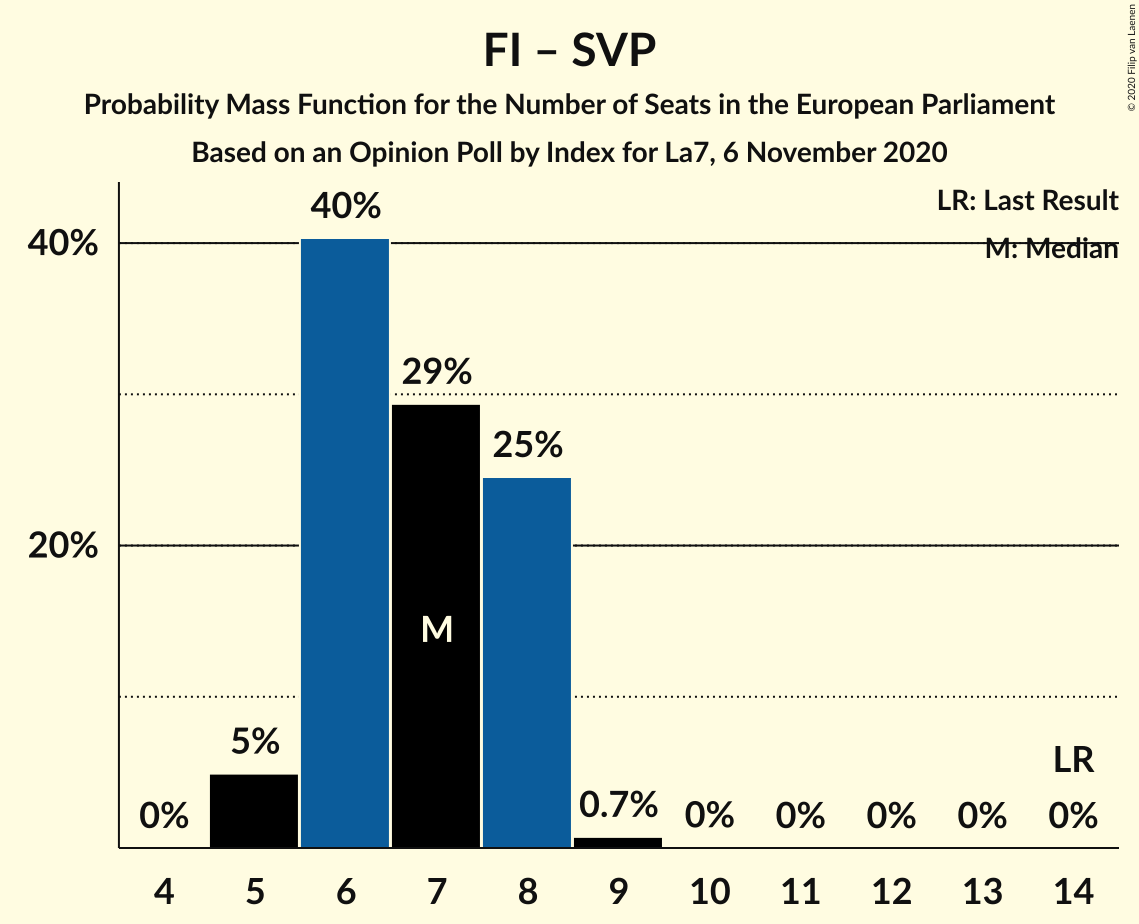 FI – SVP
Probability Mass Function for the Number of Seats in the European Parliament
Based on an Opinion Poll by Index for La7, 6 November 2020
© 2020 Filip van Laenen
LR: Last Result
M: Median
40%
20%
0%
5%
40%
29%
25%
0.7%
0%
0%
0%
0%
0%
M
LR
4 5 6 7 8 9 10 11 12 13 14